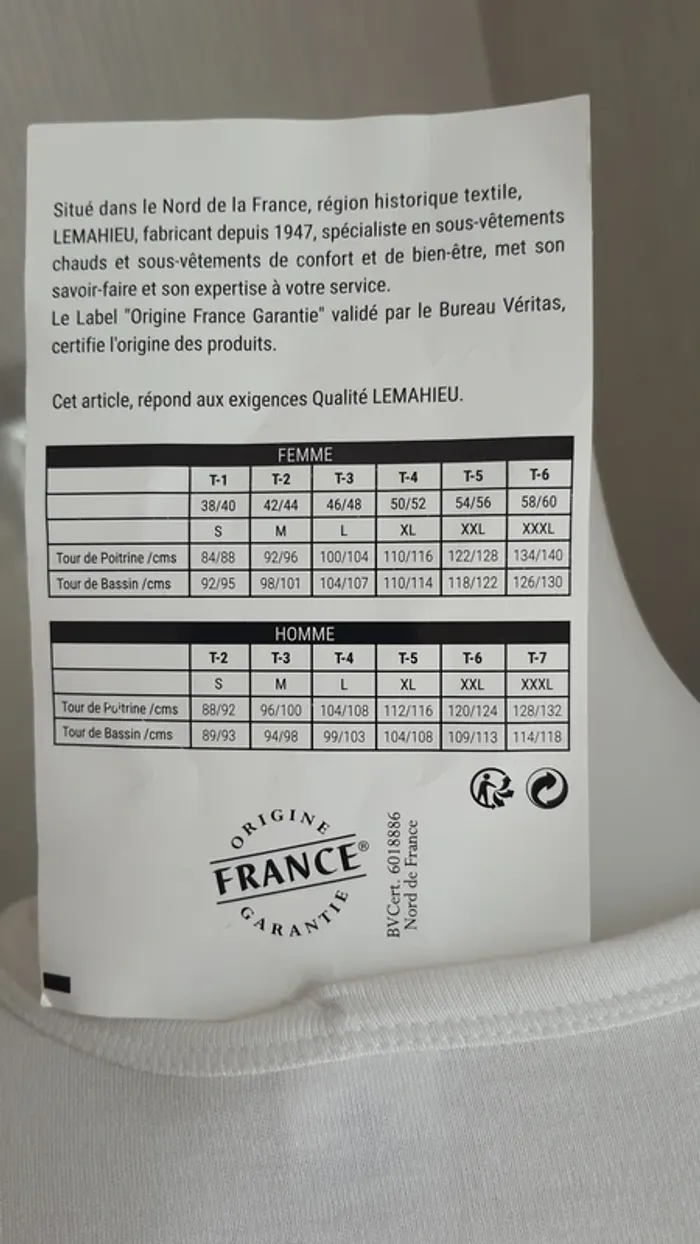 Situé dans le Nord de la France, région historique textile,
LEMAHIEU, fabricant depuis 1947, spécialiste en sous-vêtements
chauds et sous-vêtements de confort et de bien-être, met son
savoir-faire et son expertise à votre service.
Le Label "Origine France Garantie" validé par le Bureau Véritas,
certifie l'origine des produits.
Cet article, répond aux exigences Qualité LEMAHIEU.
FEMME
T-1 T-2 T-3 T-4 T-5 T-6
38/40 42/44 46/48 50/52 54/56 58/60
S M L XL XXL XXXL
Tour de Poitrine /cms 84/88 92/96 100/104 110/116 122/128 134/140
Tour de Bassin /cms 92/95 98/101 104/107 110/114 118/122 126/130
HOMME
T-2 T-3 T-4 T-5 T-6 T-7
S M L XL XXL XXXL
Tour de Poitrine /cms 88/92 96/100 104/108 112/116 120/124 128/132
Tour de Bassin /cms 89/93 94/98 99/103 104/108 109/113 114/118
ORIGINE
FRANCE®
GARANTIE
BVCert. 6018886
Nord de France